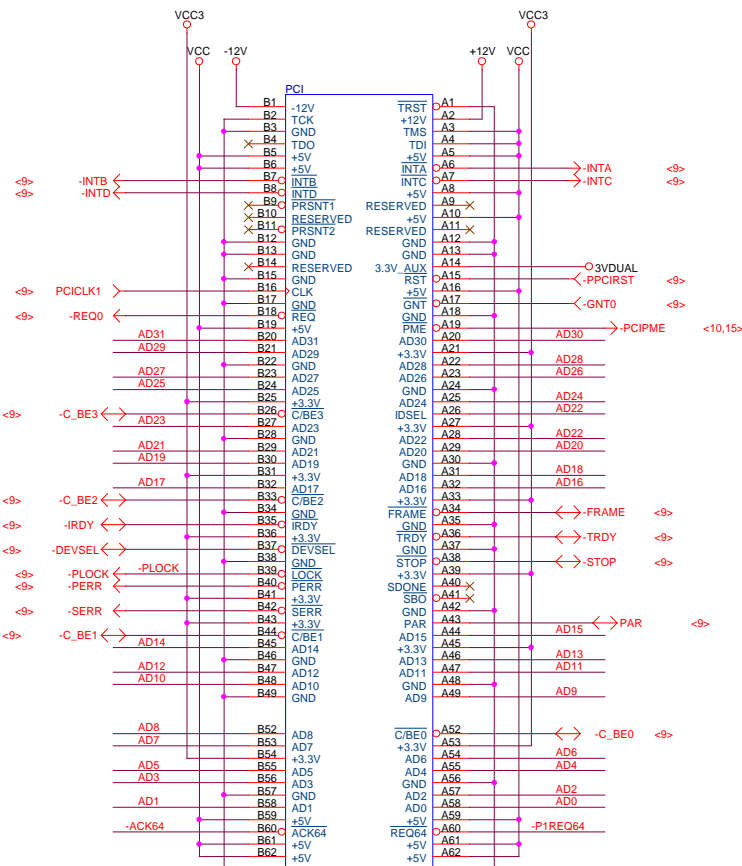 VCC3 VCC3
VCC -12V +12V VCC
PCI
B1 -12V TRST A1
B2 TCK +12V A2
B3 GND TMS A3
B4 TDO TDI A4
B5 +5V +5V A5
B6 +5V INTA A6 -INTA <9>
<9> -INTB B7 INTB INTC A7 -INTC <9>
<9> -INTD B8 INTD +5V A8
B9 PRSNT1 RESERVED A9
B10 RESERVED +5V A10
B11 PRSNT2 RESERVED A11
B12 GND GND A12
B13 GND GND A13
B14 RESERVED 3.3V_AUX A14 3VDUAL
B15 GND RST A15 -PPCIRST <9>
<9> PCICLK1 B16 CLK +5V A16
B17 GND GNT A17 -GNT0 <9>
<9> -REQ0 B18 REQ GND A18
B19 +5V PME A19 -PCIPME <10,15>
AD31 B20 AD31 AD30 A20 AD30
AD29 B21 AD29 +3.3V A21
B22 GND AD28 A22 AD28
AD27 B23 AD27 AD26 A23 AD26
AD25 B24 AD25 GND A24
B25 +3.3V AD24 A25 AD24
<9> -C_BE3 B26 C/BE3 IDSEL A26 AD22
AD23 B27 AD23 +3.3V A27
B28 GND AD22 A28 AD22
AD21 B29 AD21 AD20 A29 AD20
AD19 B30 AD19 GND A30
B31 +3.3V AD18 A31 AD18
AD17 B32 AD17 AD16 A32 AD16
<9> -C_BE2 B33 C/BE2 +3.3V A33
B34 GND FRAME A34 -FRAME <9>
<9> -IRDY B35 IRDY GND A35
B36 +3.3V TRDY A36 -TRDY <9>
<9> -DEVSEL B37 DEVSEL GND A37
B38 GND STOP A38 -STOP <9>
<9> -PLOCK -PLOCK B39 LOCK +3.3V A39
<9> -PERR B40 PERR SDONE A40
B41 +3.3V SBO A41
<9> -SERR B42 SERR GND A42
B43 +3.3V PAR A43 PAR <9>
<9> -C_BE1 B44 C/BE1 AD15 A44 AD15
AD14 B45 AD14 +3.3V A45
B46 GND AD13 A46 AD13
AD12 B47 AD12 AD11 A47 AD11
AD10 B48 AD10 GND A48
B49 GND AD9 A49 AD9
AD8 B52 AD8 C/BE0 A52 -C_BE0 <9>
AD7 B53 AD7 +3.3V A53
B54 +3.3V AD6 A54 AD6
AD5 B55 AD5 AD4 A55 AD4
AD3 B56 AD3 GND A56
B57 GND AD2 A57 AD2
AD1 B58 AD1 AD0 A58 AD0
B59 +5V +5V A59
-ACK64 B60 ACK64 REQ64 A60 -P1REQ64
B61 +5V +5V A61
B62 +5V +5V A62